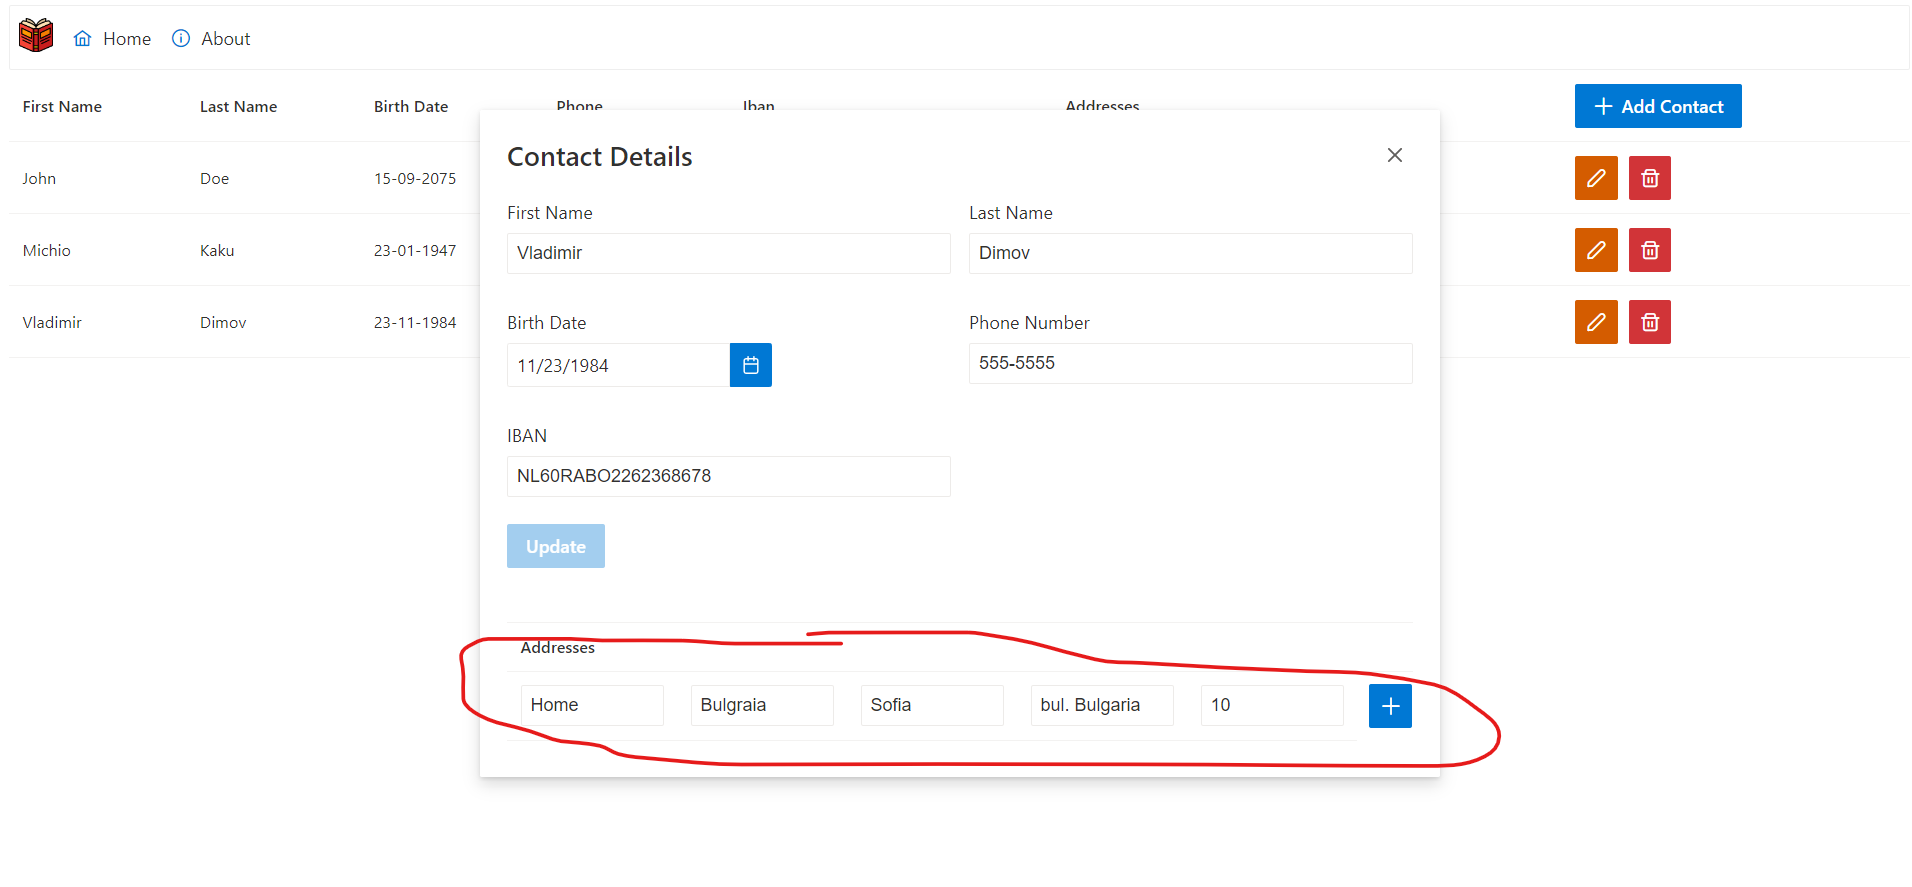 Home About
First Name Last Name Birth Date Phone Iban Addresses Add Contact
Contact Details
John Doe 15-09-2075
First Name Last Name
Vladimir Dimov
Michio Kaku 23-01-1947
Vladimir Dimov 23-11-1984
Birth Date Phone Number
11/23/1984 555-5555
IBAN
NL60RABO2262368678
Update
Addresses
Home Bulgraia Sofia bul. Bulgaria 10